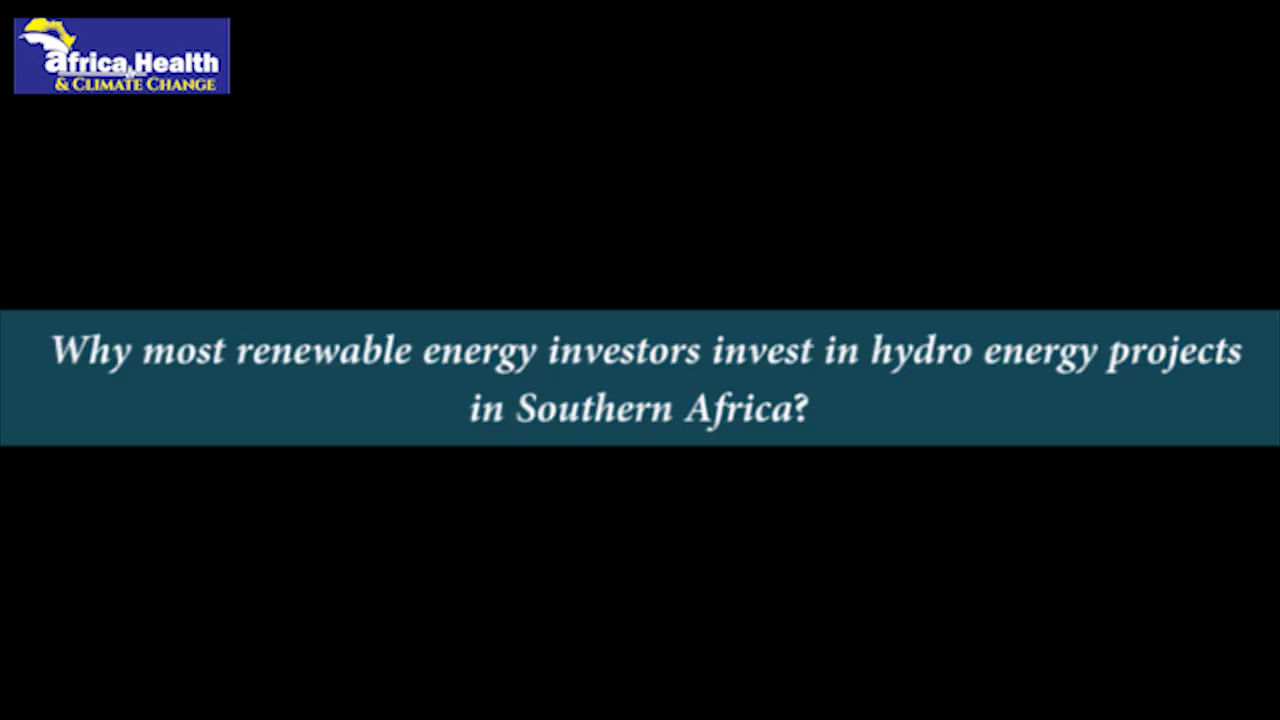 africa Health
& CLIMATE CHANGE
Why most renewable energy investors invest in hydro energy projects
in Southern Africa?